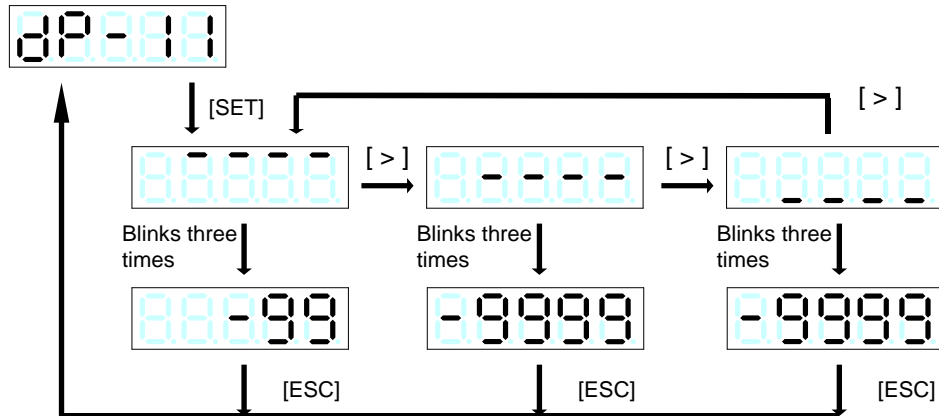 dP-11
[SET]
[ > ]
----
[ > ]
----
[ > ]
----
Blinks three
times
Blinks three
times
Blinks three
times
-99
-9999
-9999
[ESC]
[ESC]
[ESC]